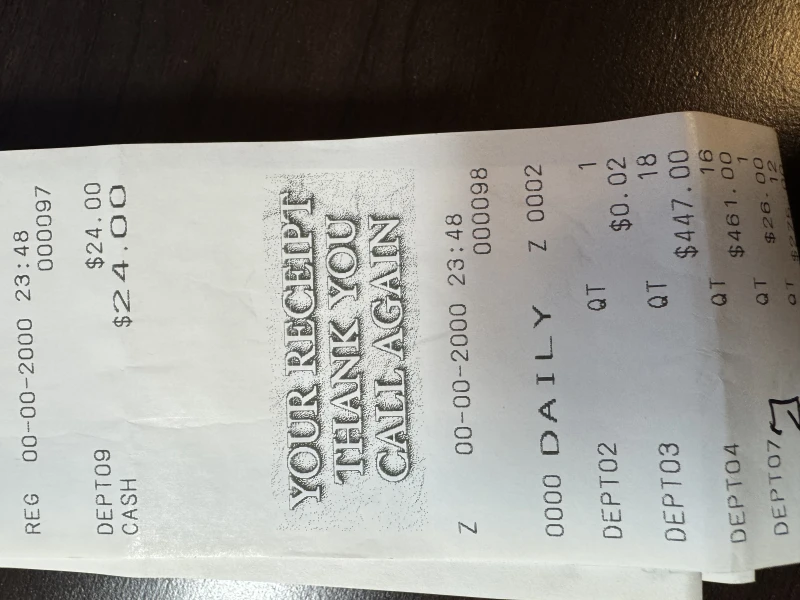 REG 00-00-2000 23:48
000097
DEPT09 $24.00
CASH $24.00
YOUR RECEIPT
THANK YOU
CALL AGAIN
Z 00-00-2000 23:48
000098
0000 DAILY Z 0002
DEPT02 QT 1
$0.02
DEPT03 QT 18
$447.00
DEPT04 QT 16
$461.00
DEPT07 QT 1
$26.00
QT 12